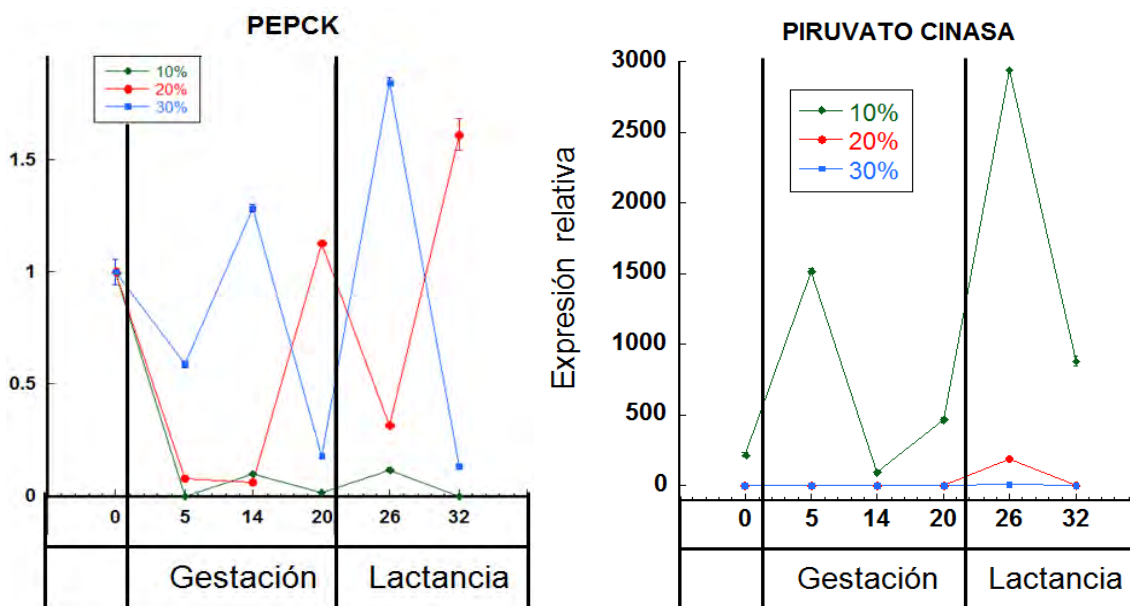 PEPCK
10%
20%
30%
1.5
1
0.5
0
0 5 14 20 26 32
Gestación Lactancia
PIRUVATO CINASA
Expresión relativa
3000
2500
2000
1500
1000
500
0
10%
20%
30%
0 5 14 20 26 32
Gestación Lactancia